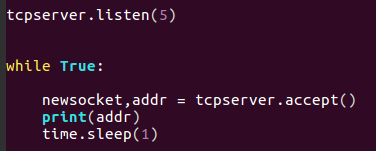 tcpserver.listen(5)
while True:
    newsocket,addr = tcpserver.accept()
    print(addr)
    time.sleep(1)